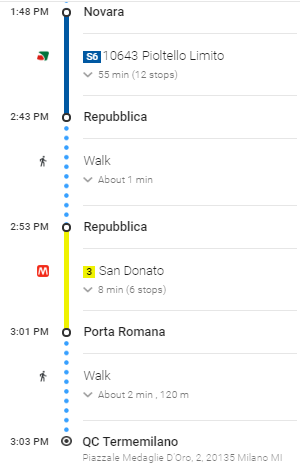 1:48 PM Novara
S6 10643 Pioltello Limito
55 min (12 stops)
2:43 PM Repubblica
Walk
About 1 min
2:53 PM Repubblica
M 3 San Donato
8 min (6 stops)
3:01 PM Porta Romana
Walk
About 2 min , 120 m
3:03 PM QC Termemilano
Piazzale Medaglie D'Oro, 2, 20135 Milano MI